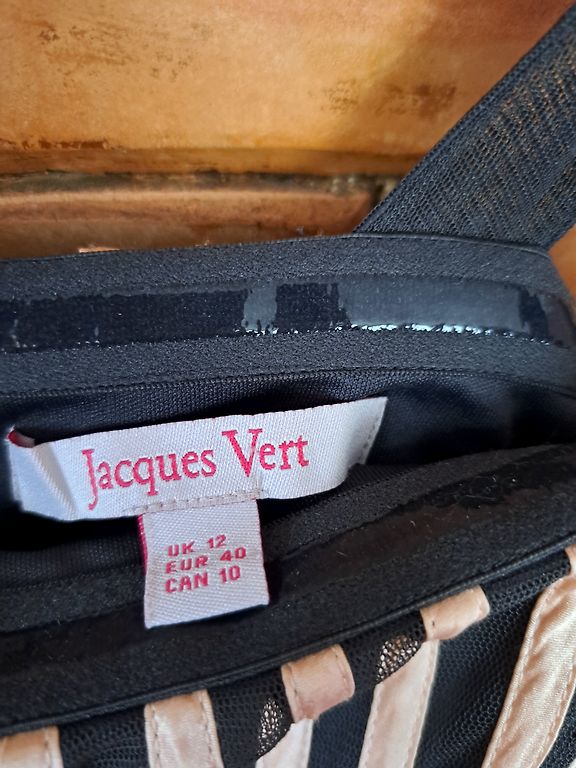 Jacques Vert
UK 12
EUR 40
CAN 10